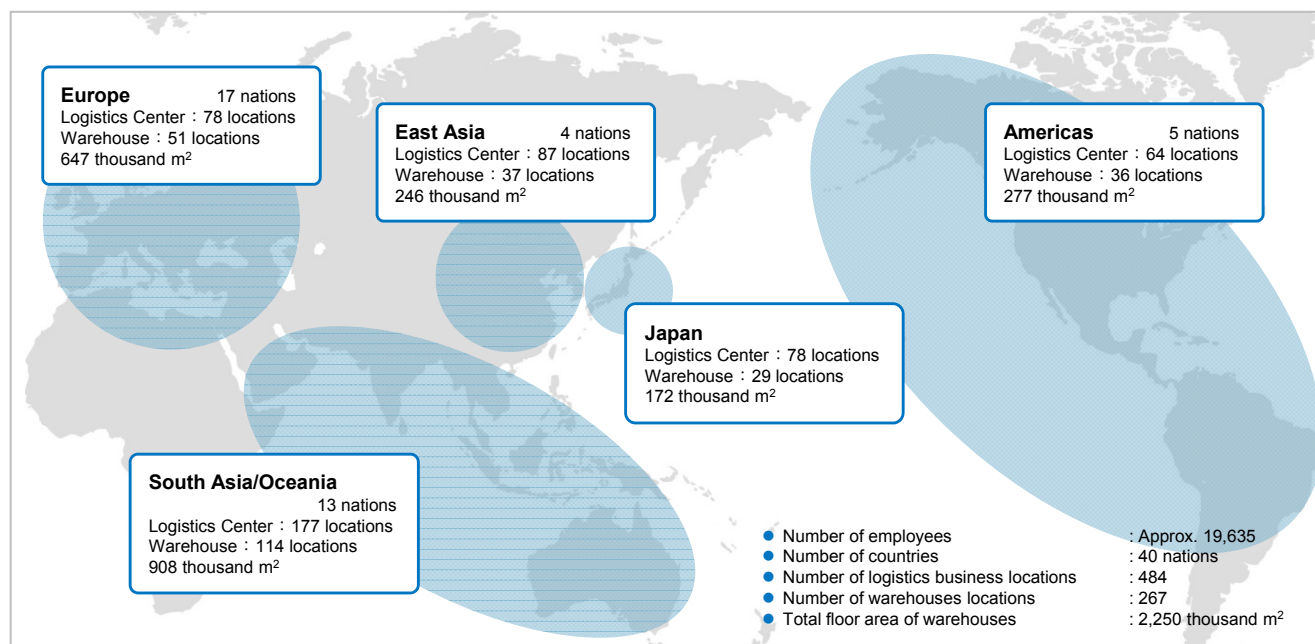 Europe 17 nations
Logistics Center：78 locations
Warehouse：51 locations
647 thousand m²
East Asia 4 nations
Logistics Center：87 locations
Warehouse：37 locations
246 thousand m²
Americas 5 nations
Logistics Center：64 locations
Warehouse：36 locations
277 thousand m²
Japan
Logistics Center：78 locations
Warehouse：29 locations
172 thousand m²
South Asia/Oceania
13 nations
Logistics Center：177 locations
Warehouse：114 locations
908 thousand m²
● Number of employees : Approx. 19,635
● Number of countries : 40 nations
● Number of logistics business locations : 484
● Number of warehouses locations : 267
● Total floor area of warehouses : 2,250 thousand m²